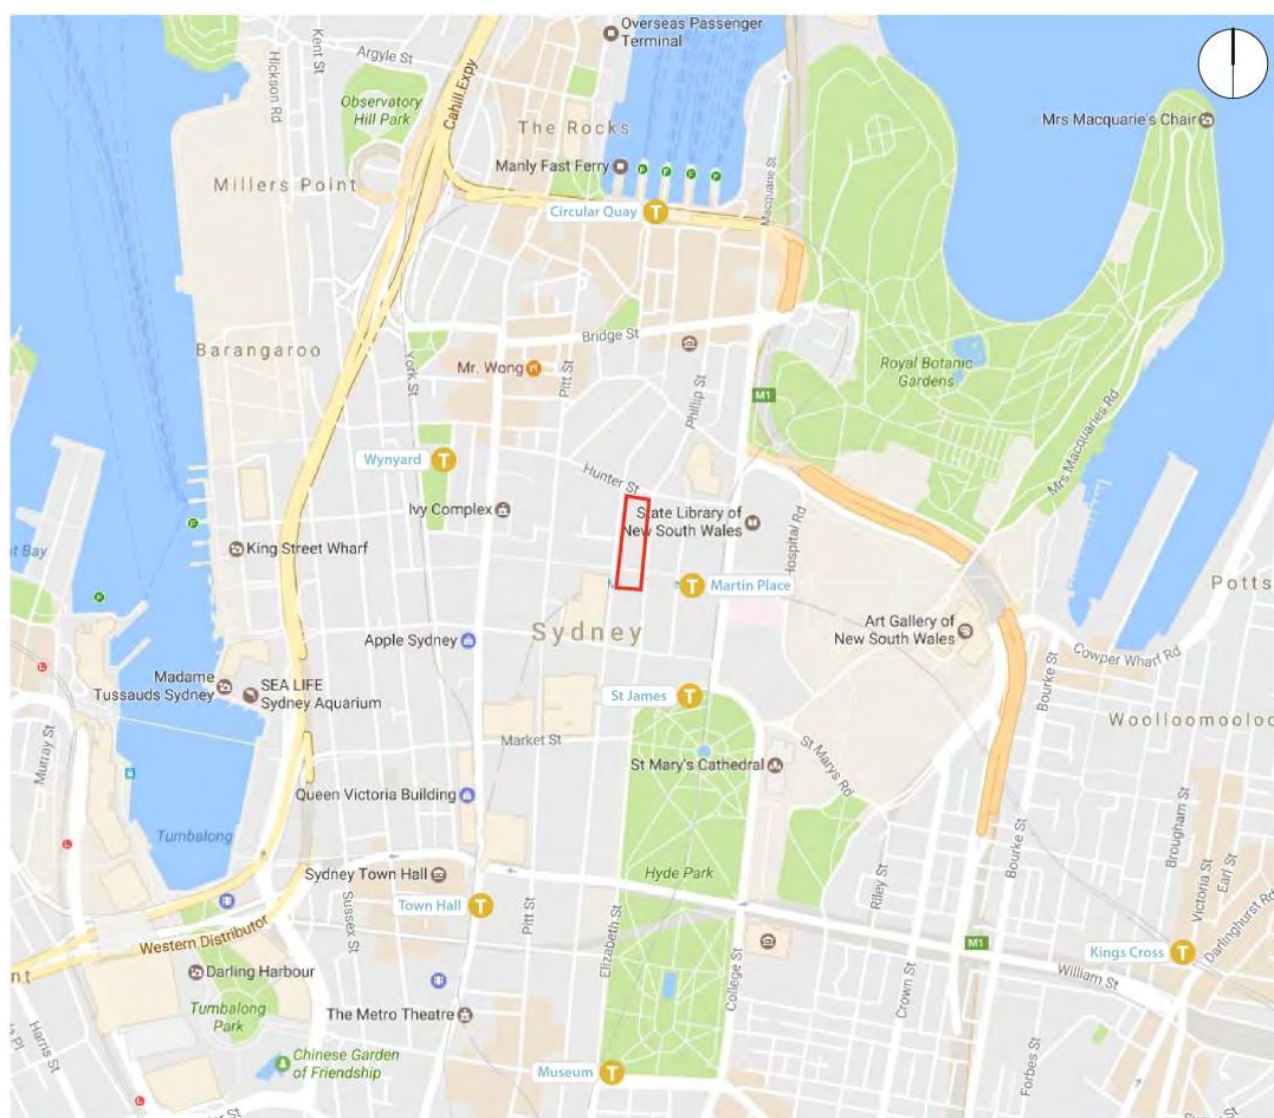 Overseas Passenger
Terminal
Kent St
Argyle St
Hickson Rd
Cahill Expy
Observatory
Hill Park
The Rocks
Mrs Macquarie's Chair
Manly Fast Ferry
Millers Point
Macquarie St
Circular Quay
T
Bridge St
Barangaroo
York St
Mr. Wong
Pitt St
Phillip St
Royal Botanic
Gardens
M1
Mrs Macquaries Rd
Wynyard
T
Hunter St
Ivy Complex
State Library of
New South Wales
Hospital Rd
King Street Wharf
Bay
T
Martin Place
Potts
Art Gallery of
New South Wales
Sydney
Apple Sydney
Cowper Wharf Rd
Bourke St
Madame
Tussauds Sydney
SEA LIFE
Sydney Aquarium
St James
T
Woolloomooloo
Murray St
Market St
St Mary's Cathedral
St Marys Rd
Queen Victoria Building
Tumbalong
Brougham St
Bourke St
Sydney Town Hall
Hyde Park
Riley St
Victoria St
Earl St
Darlinghurst Rd
Town Hall
T
Sussex St
Pitt St
Elizabeth St
College St
Western Distributor
M1
Kings Cross
T
Darling Harbour
William St
Crown St
Tumbalong
Park
The Metro Theatre
Harris St
Chinese Garden
of Friendship
Museum
T
Forbes St